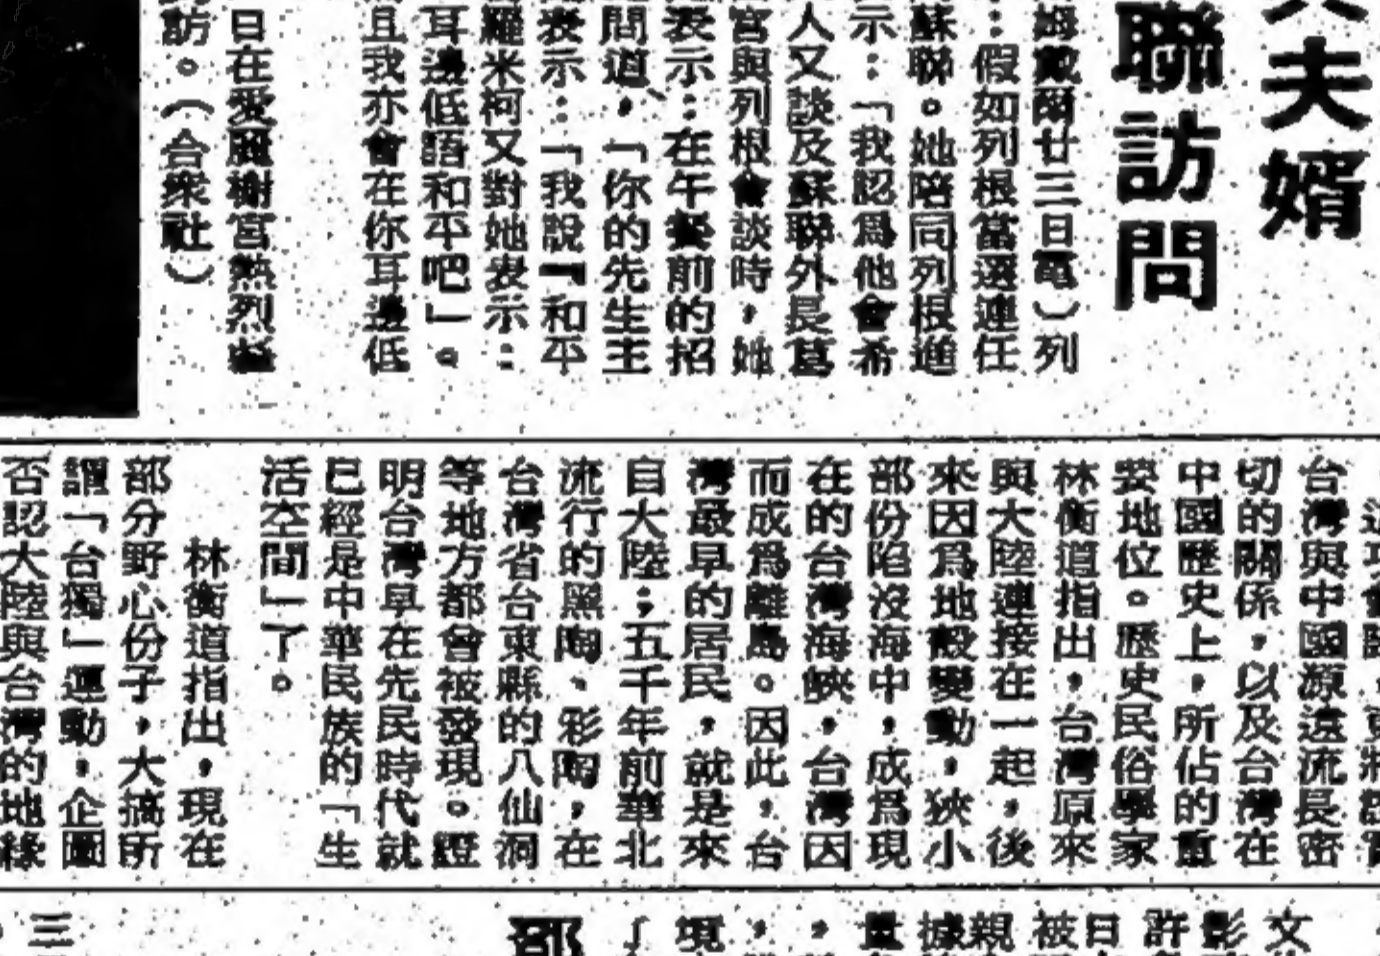 夫婿
聯訪問
姆戴爾廿三日電）列
：假如列根當選連任
蘇聯。她陪同列根進
示：「我認為他會希
人又談及蘇聯外長葛
宮與列根會談時，她
表示：在午餐前的招
問道，「你的先生主
表示：「我說『和平
羅米柯又對她表示：
耳邊低語和平吧」。
且我亦會在你耳邊低
日在愛麗榭宮熱烈
訪。（合眾社）
台灣與中國源遠流長密
切的關係，以及台灣在
中國歷史上，所佔的重
要地位。歷史民俗學家
林衡道指出，台灣原來
與大陸連接在一起，後
來因為地殼變動，狹小
部份陷沒海中，成為現
在的台灣海峽，台灣因
而成為離島。因此，台
灣最早的居民，就是來
自大陸；五千年前華北
流行的黑陶、彩陶，在
台灣省台東縣的八仙洞
等地方都曾被發現。證
明台灣早在先民時代就
已經是中華民族的「生
活空間」了。
林衡道指出，現在
部分野心份子，大搞所
謂「台獨」運動，企圖
否認大陸與台灣的地緣
文
影
許
日
被
親
據
量
境
邵
三